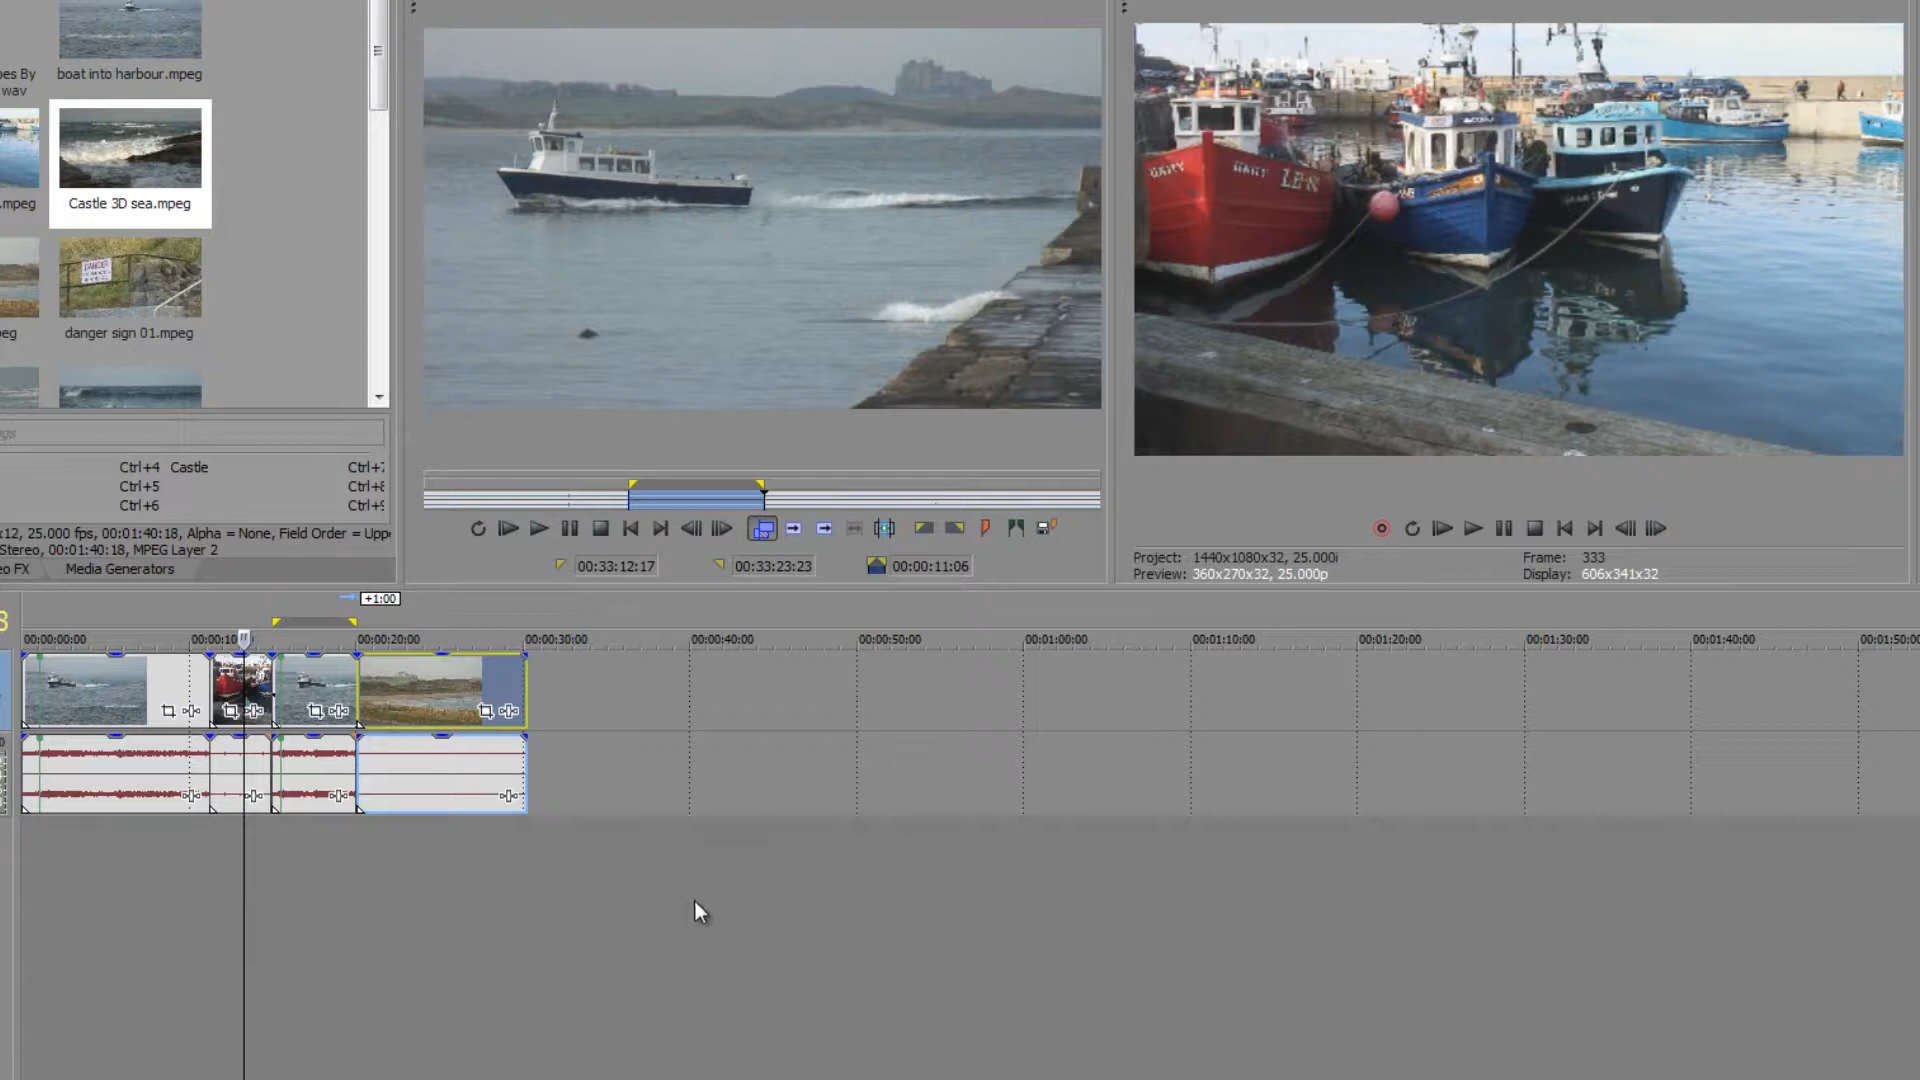 boat into harbour.mpeg
pes By
wav
Castle 3D sea.mpeg
.mpeg
DANGER
danger sign 01.mpeg
Ctrl+4 Castle
Ctrl+5
Ctrl+6
x12, 25.000 fps, 00:01:40:18, Alpha = None, Field Order = Uppe
Stereo, 00:01:40:18, MPEG Layer 2
eo FX
Media Generators
00:33:12:17
00:33:23:23
00:00:11:06
Project: 1440x1080x32, 25.000i
Preview: 360x270x32, 25.000p
Frame: 333
Display: 606x341x32
+1:00
00:00:00:00
00:00:10
00:00:20:00
00:00:30:00
00:00:40:00
00:00:50:00
00:01:00:00
00:01:10:00
00:01:20:00
00:01:30:00
00:01:40:00
00:01:50:00